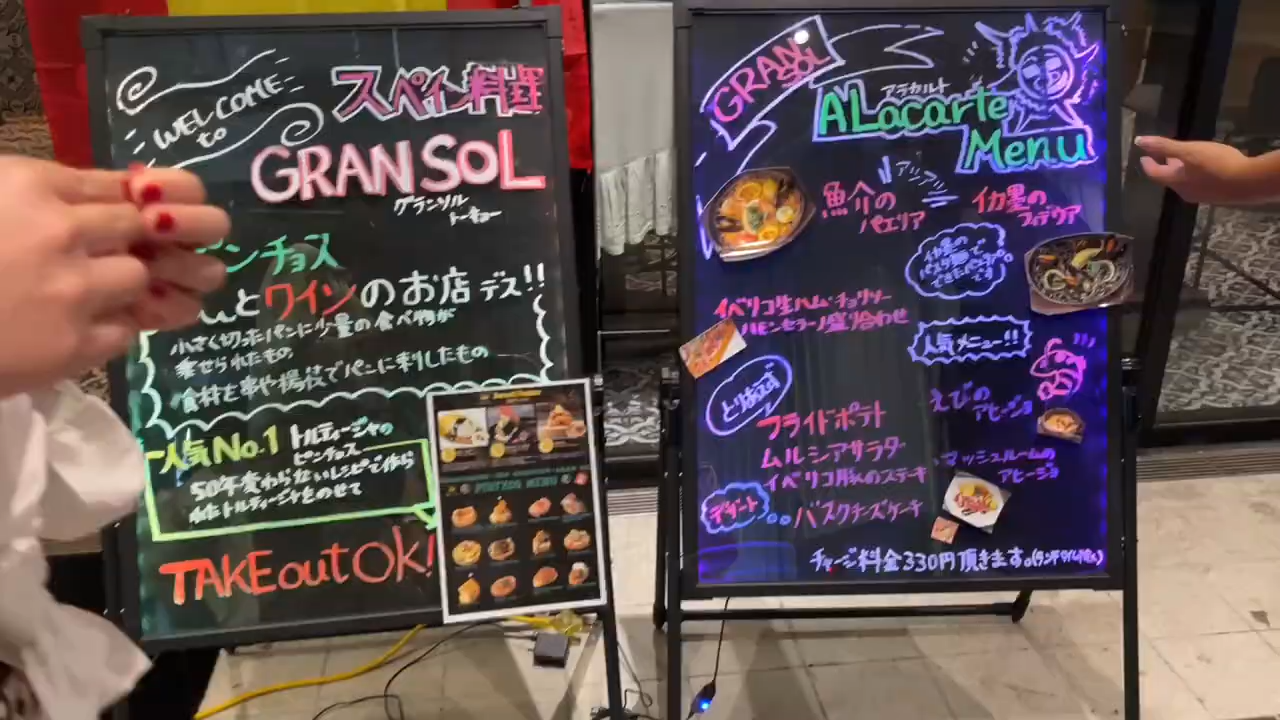 WELCOME
to
スペイン料理
GRAN SOL
グランソル
トーキョー
ンチョス
とワインのお店デス!!
小さく切ったパンに少量の食べ物が
乗せられたもの
食材を串や楊枝でパンに刺したもの
人気No.1
トルティージャの
ピンチョス
50年変わらないレシピで作ら
れたトルティージャをのせて
TAKEout Ok!
PINTXOS MENU
GRAN SOL
アラカルト
ALacarte
Menu
魚介の
パエリア
イカ墨の
フィデウア
イベリコ生ハム・チョリソー
ハモンセラーノ盛り合わせ
人気メニュー!!
とりあえず
フライドポテト
ムルシアサラダ
イベリコ豚のステーキ
えびの
アヒージョ
マッシュルームの
アヒージョ
デザート
バスクチーズケーキ
チャージ料金330円頂きます。